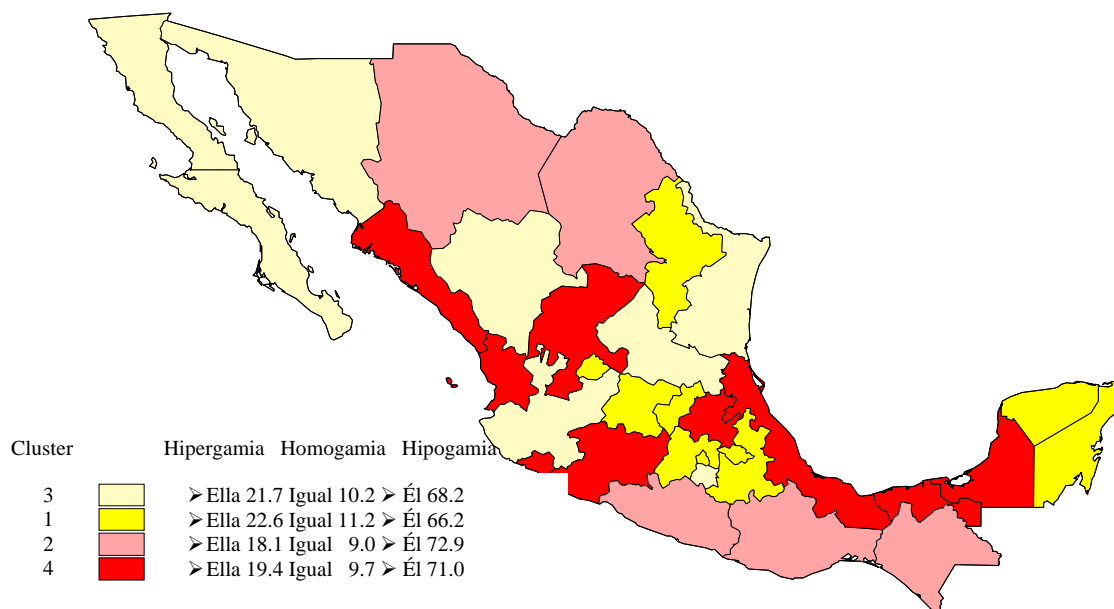 Cluster Hipergamia Homogamia Hipogamia
3 ➢Ella 21.7 Igual 10.2 ➢ Él 68.2
1 ➢Ella 22.6 Igual 11.2 ➢ Él 66.2
2 ➢Ella 18.1 Igual 9.0 ➢ Él 72.9
4 ➢Ella 19.4 Igual 9.7 ➢ Él 71.0